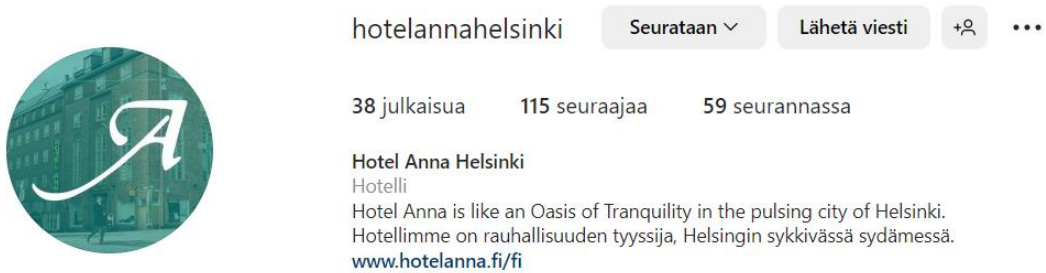 hotelannahelsinki Seurataan Lähetä viesti
38 julkaisua 115 seuraajaa 59 seurannassa
Hotel Anna Helsinki
Hotelli
Hotel Anna is like an Oasis of Tranquility in the pulsing city of Helsinki.
Hotellimme on rauhallisuuden tyyssija, Helsingin sykkivässä sydämessä.
www.hotelanna.fi/fi
A
HOTEL ANNA